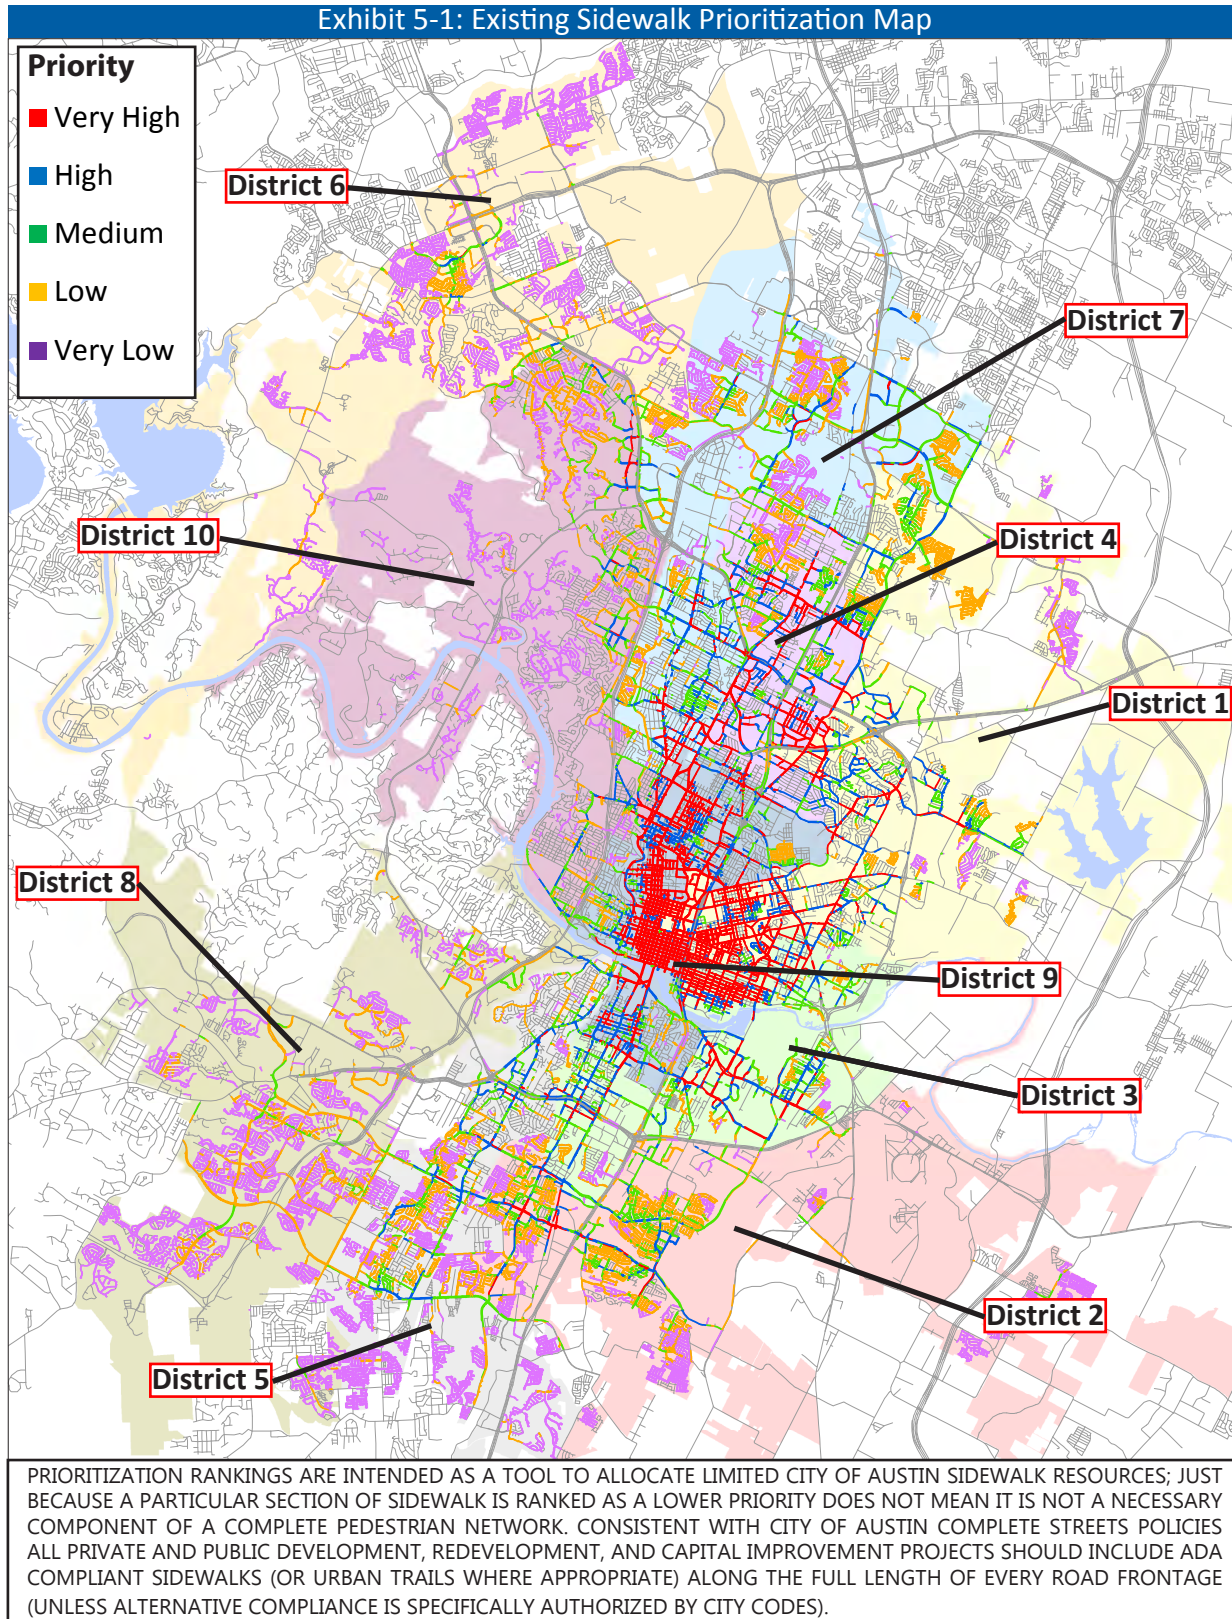 Exhibit 5-1: Existing Sidewalk Prioritization Map
Priority
Very High
High
Medium
Low
Very Low
District 6
District 7
District 10
District 4
District 1
District 8
District 9
District 3
District 2
District 5
PRIORITIZATION RANKINGS ARE INTENDED AS A TOOL TO ALLOCATE LIMITED CITY OF AUSTIN SIDEWALK RESOURCES; JUST
BECAUSE A PARTICULAR SECTION OF SIDEWALK IS RANKED AS A LOWER PRIORITY DOES NOT MEAN IT IS NOT A NECESSARY
COMPONENT OF A COMPLETE PEDESTRIAN NETWORK. CONSISTENT WITH CITY OF AUSTIN COMPLETE STREETS POLICIES
ALL PRIVATE AND PUBLIC DEVELOPMENT, REDEVELOPMENT, AND CAPITAL IMPROVEMENT PROJECTS SHOULD INCLUDE ADA
COMPLIANT SIDEWALKS (OR URBAN TRAILS WHERE APPROPRIATE) ALONG THE FULL LENGTH OF EVERY ROAD FRONTAGE
(UNLESS ALTERNATIVE COMPLIANCE IS SPECIFICALLY AUTHORIZED BY CITY CODES).